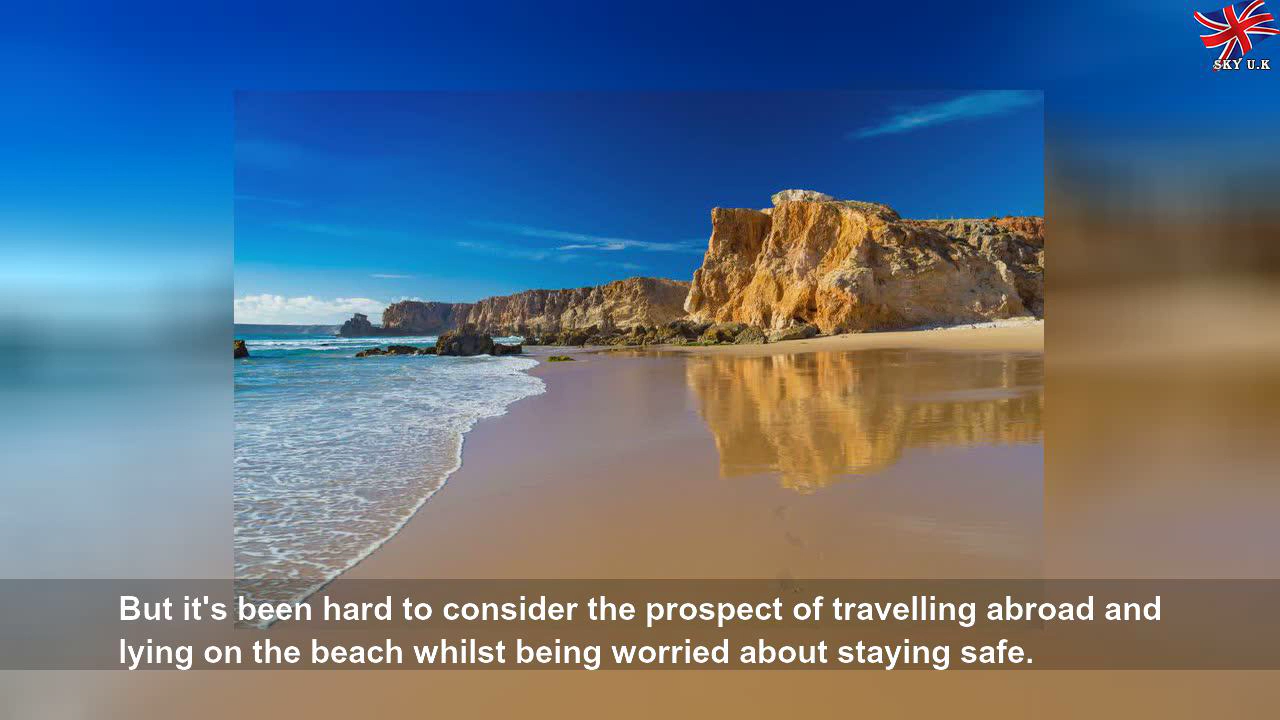 SKY U.K
But it's been hard to consider the prospect of travelling abroad and
lying on the beach whilst being worried about staying safe.